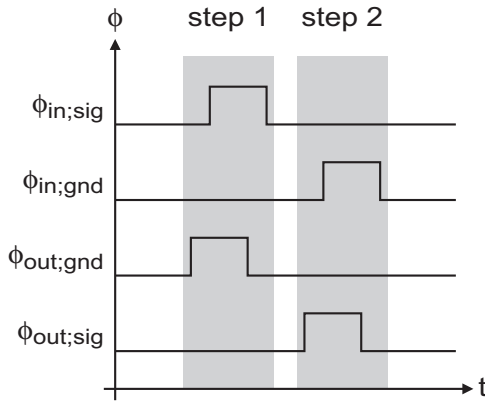 ϕ step 1 step 2
ϕin;sig
ϕin;gnd
ϕout;gnd
ϕout;sig
t